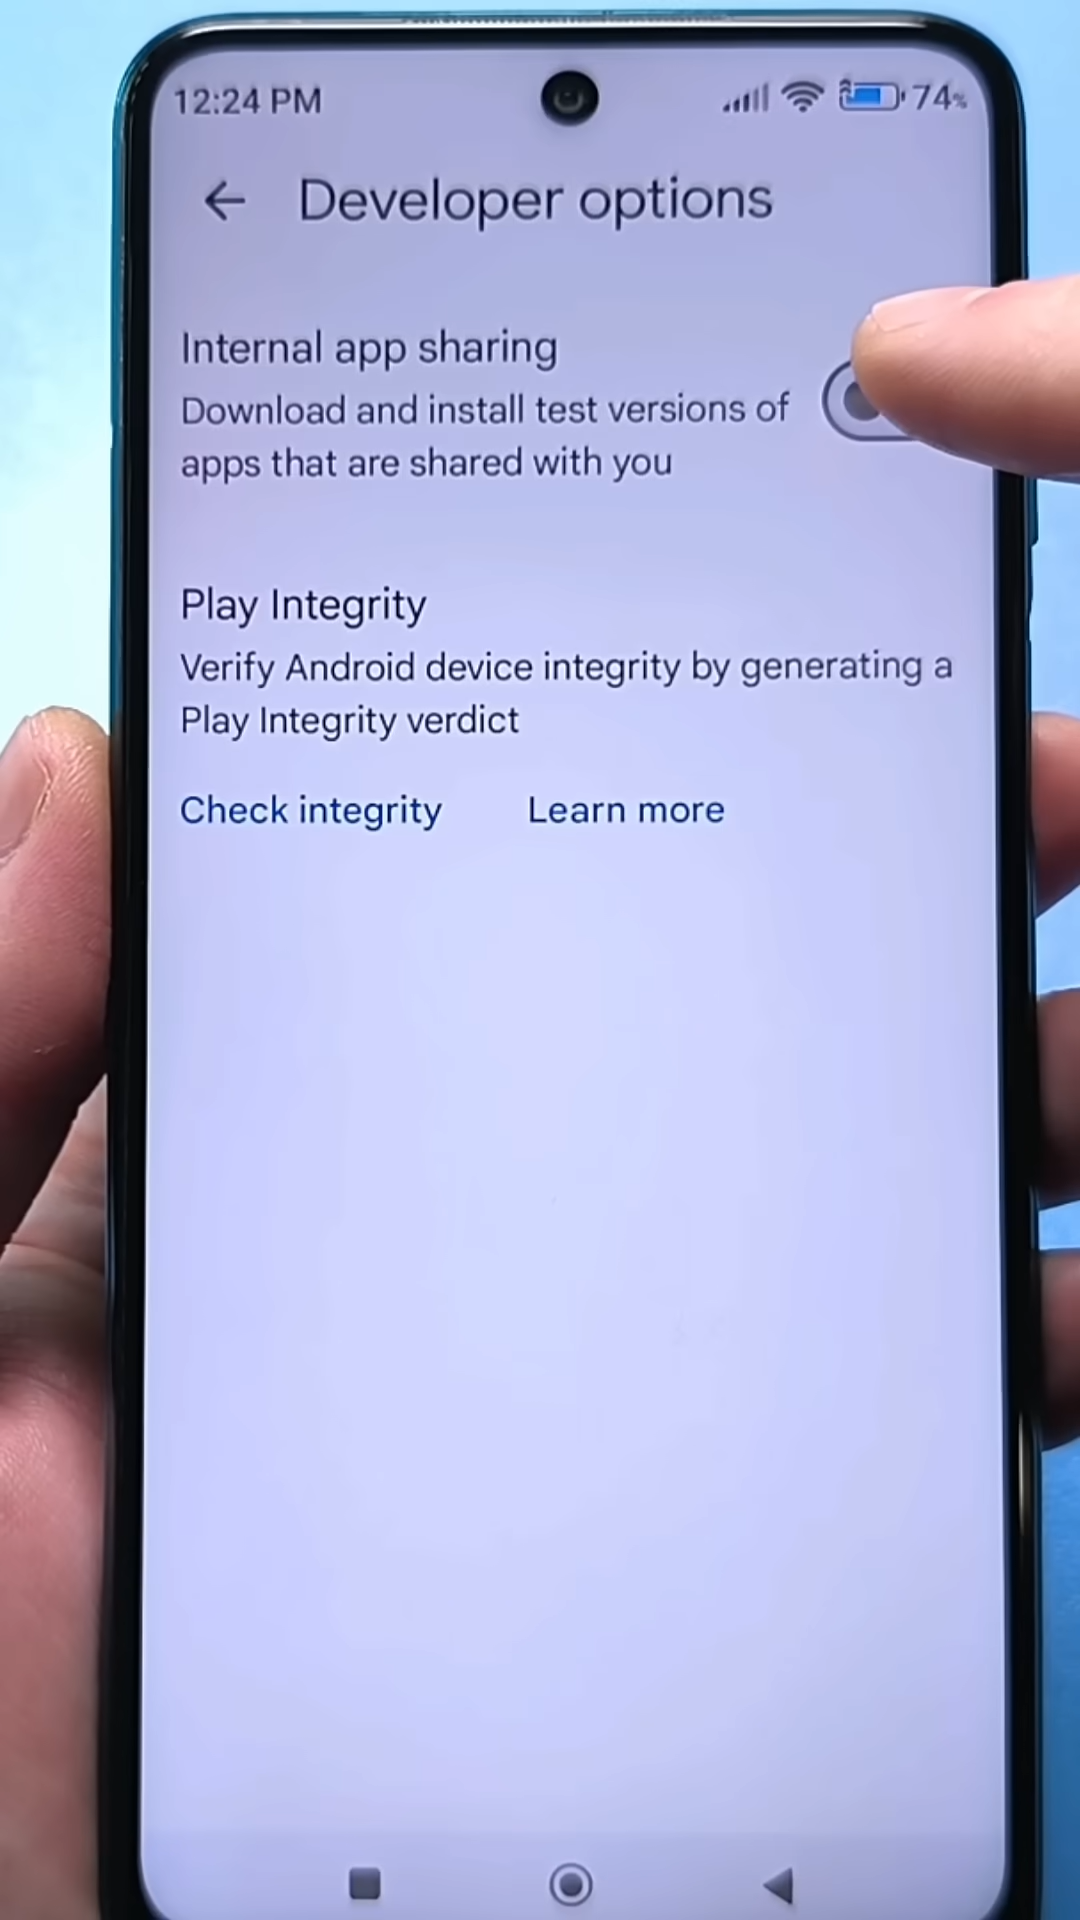 12:24 PM
74%
Developer options
Internal app sharing
Download and install test versions of
apps that are shared with you
Play Integrity
Verify Android device integrity by generating a
Play Integrity verdict
Check integrity
Learn more